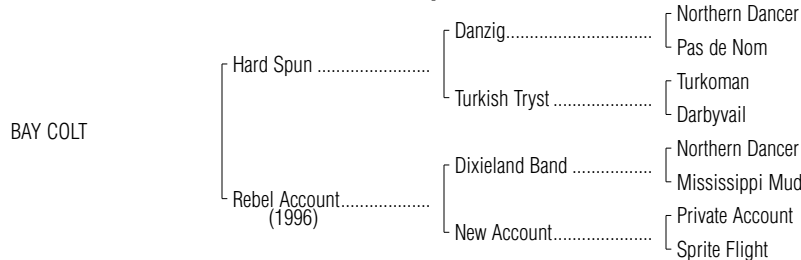 Northern Dancer
Danzig..............................
Pas de Nom
Hard Spun ........................
Turkoman
Turkish Tryst .....................
Darbyvail
BAY COLT
Northern Dancer
Dixieland Band .................
Mississippi Mud
Rebel Account...................
(1996)
Private Account
New Account.....................
Sprite Flight